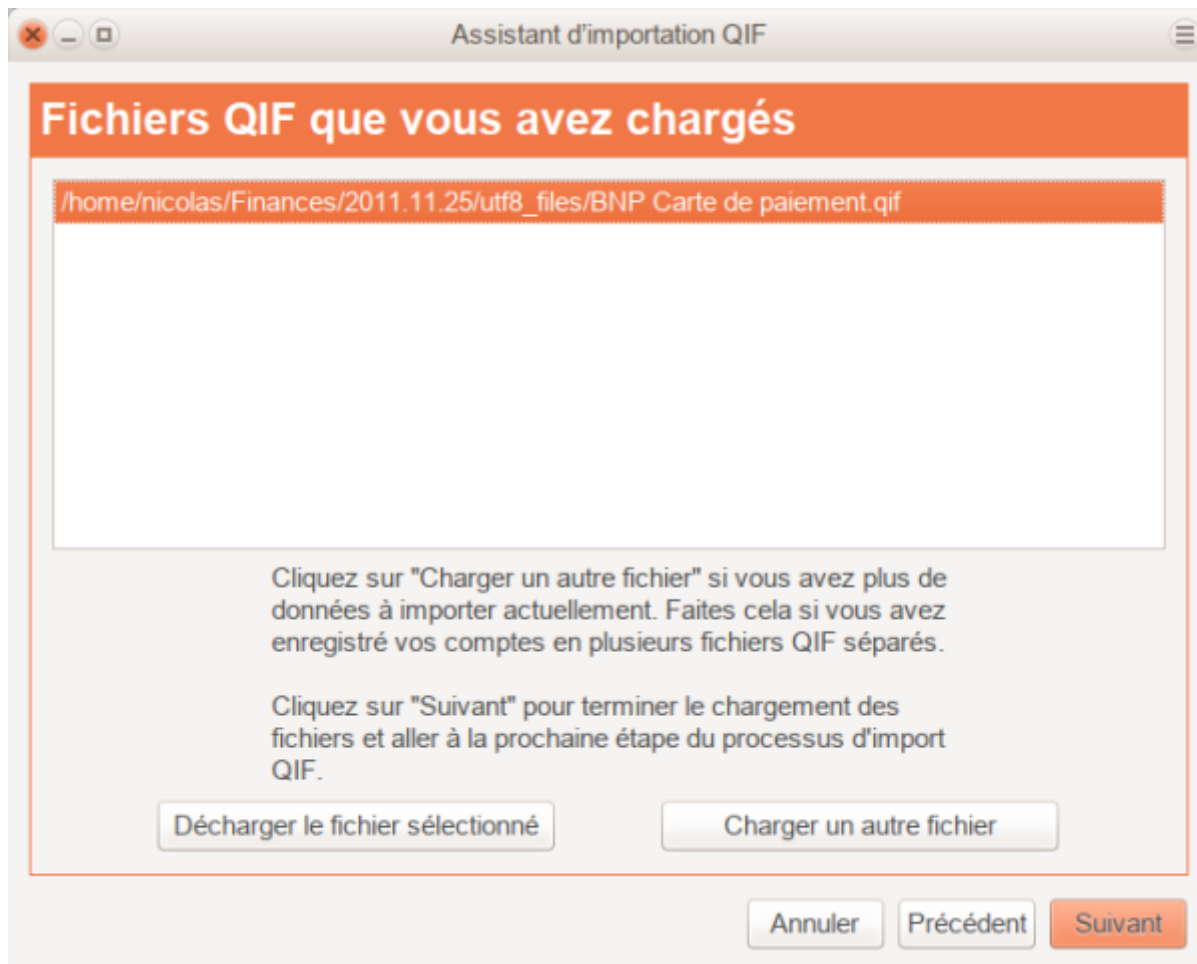 Assistant d'importation QIF
Fichiers QIF que vous avez chargés
/home/nicolas/Finances/2011.11.25/utf8_files/BNP Carte de paiement.qif
Cliquez sur "Charger un autre fichier" si vous avez plus de
données à importer actuellement. Faites cela si vous avez
enregistré vos comptes en plusieurs fichiers QIF séparés.
Cliquez sur "Suivant" pour terminer le chargement des
fichiers et aller à la prochaine étape du processus d'import
QIF.
Décharger le fichier sélectionné
Charger un autre fichier
Annuler
Précédent
Suivant